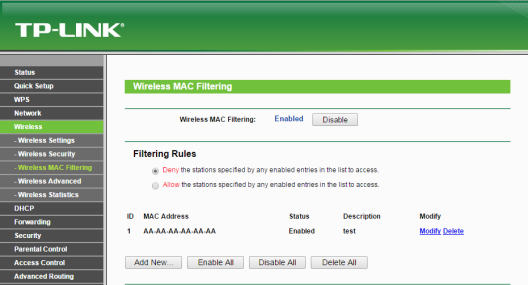 TP-LINK®
Status
Quick Setup
WPS
Network
Wireless
- Wireless Settings
- Wireless Security
- Wireless MAC Filtering
- Wireless Advanced
- Wireless Statistics
DHCP
Forwarding
Security
Parental Control
Access Control
Advanced Routing
Wireless MAC Filtering
Wireless MAC Filtering: Enabled Disable
Filtering Rules
Deny the stations specified by any enabled entries in the list to access.
Allow the stations specified by any enabled entries in the list to access.
ID MAC Address Status Description Modify
1 AA-AA-AA-AA-AA-AA Enabled test Modify Delete
Add New... Enable All Disable All Delete All